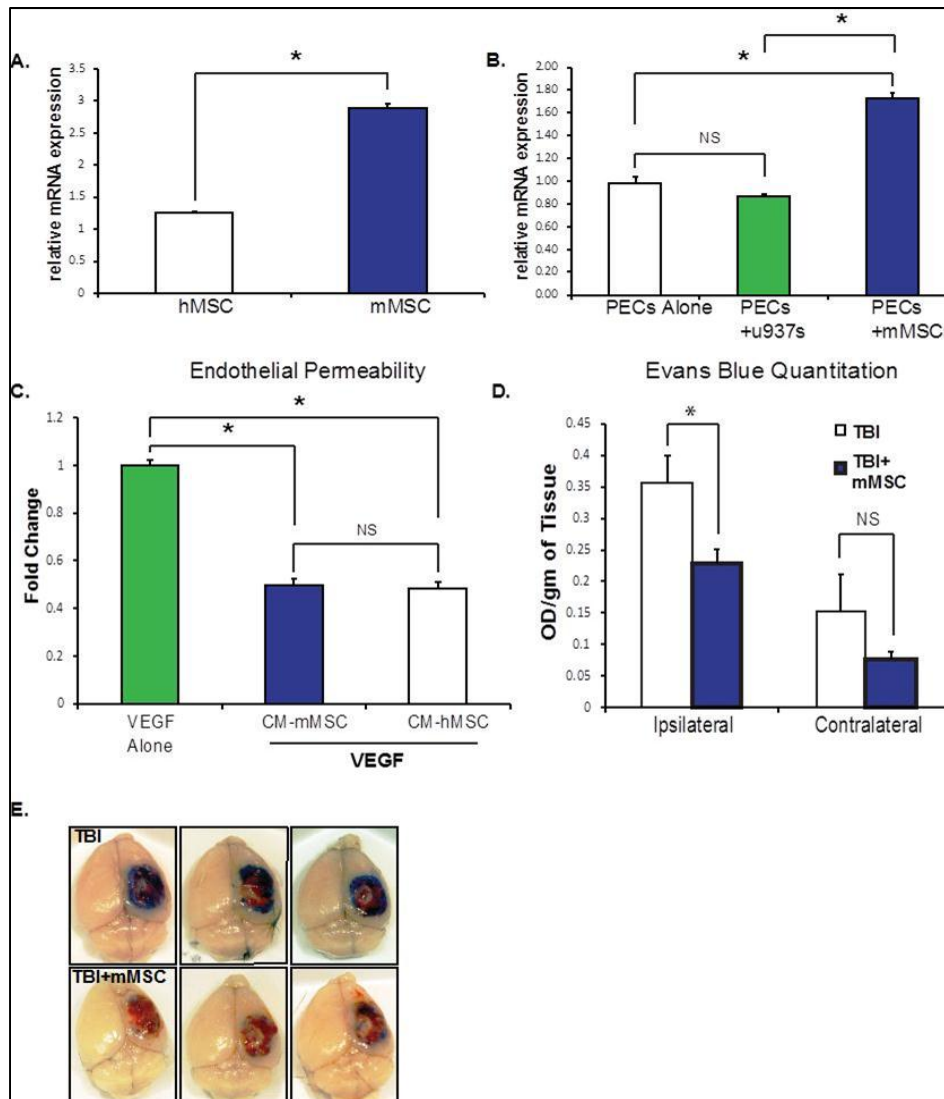 A.
*
relative mRNA expression
3.5
3
2.5
2
1.5
1
0.5
0
hMSC
mMSC
B.
*
*
NS
relative mRNA expression
2.00
1.80
1.60
1.40
1.20
1.00
0.80
0.60
0.40
0.20
0.00
PECs Alone
PECs
+u937s
PECs
+mMSC
Endothelial Permeability
C.
*
*
NS
Fold Change
1.2
1
0.8
0.6
0.4
0.2
0
VEGF
Alone
CM-mMSC
CM-hMSC
VEGF
Evans Blue Quantitation
D.
*
NS
TBI
TBI+
mMSC
OD/gm of Tissue
0.45
0.4
0.35
0.3
0.25
0.2
0.15
0.1
0.05
0
Ipsilateral
Contralateral
E.
TBI
TBI+mMSC